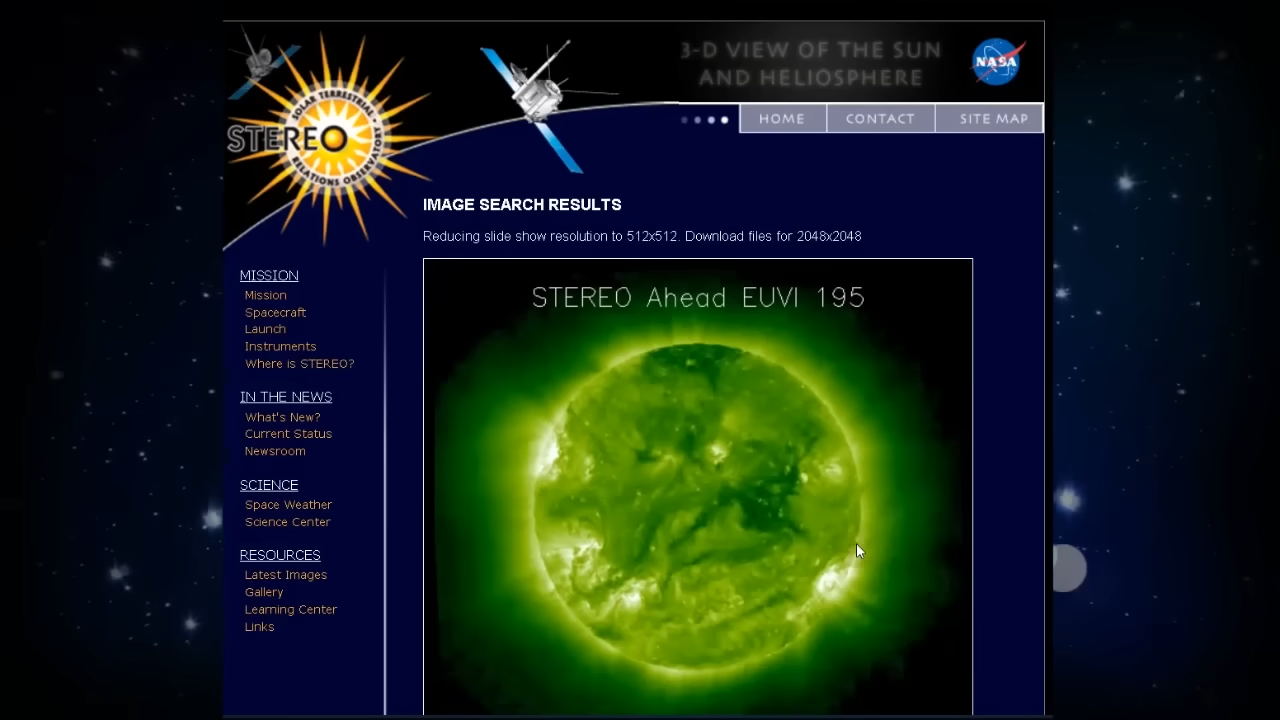 3-D VIEW OF THE SUN
AND HELIOSPHERE
NASA
SOLAR TERRESTRIAL
STEREO
RELATIONS OBSERVATORY
HOME
CONTACT
SITE MAP
IMAGE SEARCH RESULTS
Reducing slide show resolution to 512x512. Download files for 2048x2048
STEREO Ahead EUVI 195
MISSION
Mission
Spacecraft
Launch
Instruments
Where is STEREO?
IN THE NEWS
What's New?
Current Status
Newsroom
SCIENCE
Space Weather
Science Center
RESOURCES
Latest Images
Gallery
Learning Center
Links